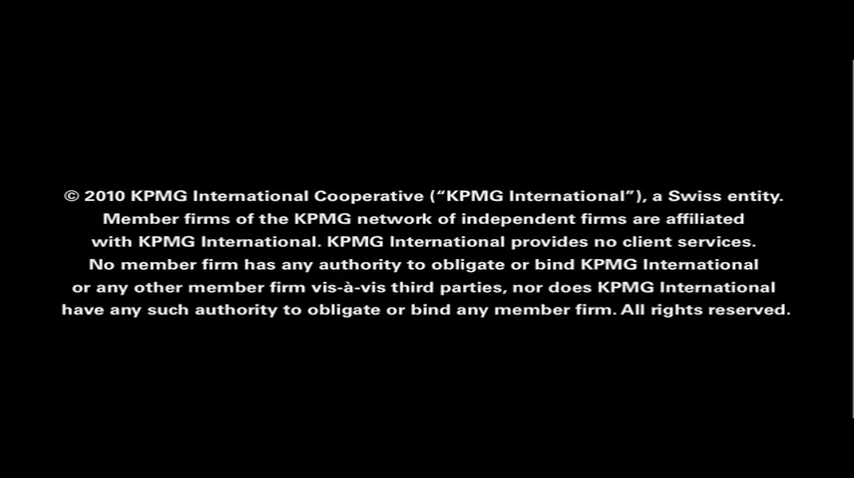 © 2010 KPMG International Cooperative (“KPMG International”), a Swiss entity.
Member firms of the KPMG network of independent firms are affiliated
with KPMG International. KPMG International provides no client services.
No member firm has any authority to obligate or bind KPMG International
or any other member firm vis-à-vis third parties, nor does KPMG International
have any such authority to obligate or bind any member firm. All rights reserved.